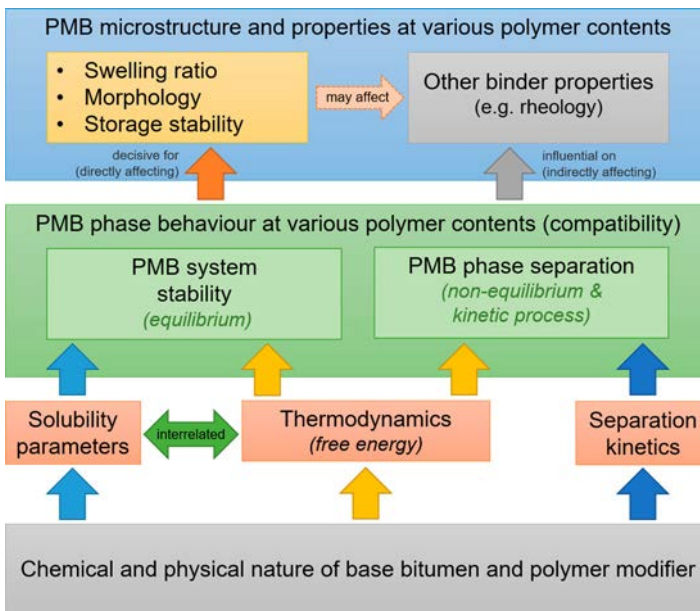 PMB microstructure and properties at various polymer contents
• Swelling ratio
• Morphology
• Storage stability
may affect
Other binder properties
(e.g. rheology)
decisive for
(directly affecting)
influential on
(indirectly affecting)
PMB phase behaviour at various polymer contents (compatibility)
PMB system
stability
(equilibrium)
PMB phase separation
(non-equilibrium &
kinetic process)
Solubility
parameters
interrelated
Thermodynamics
(free energy)
Separation
kinetics
Chemical and physical nature of base bitumen and polymer modifier